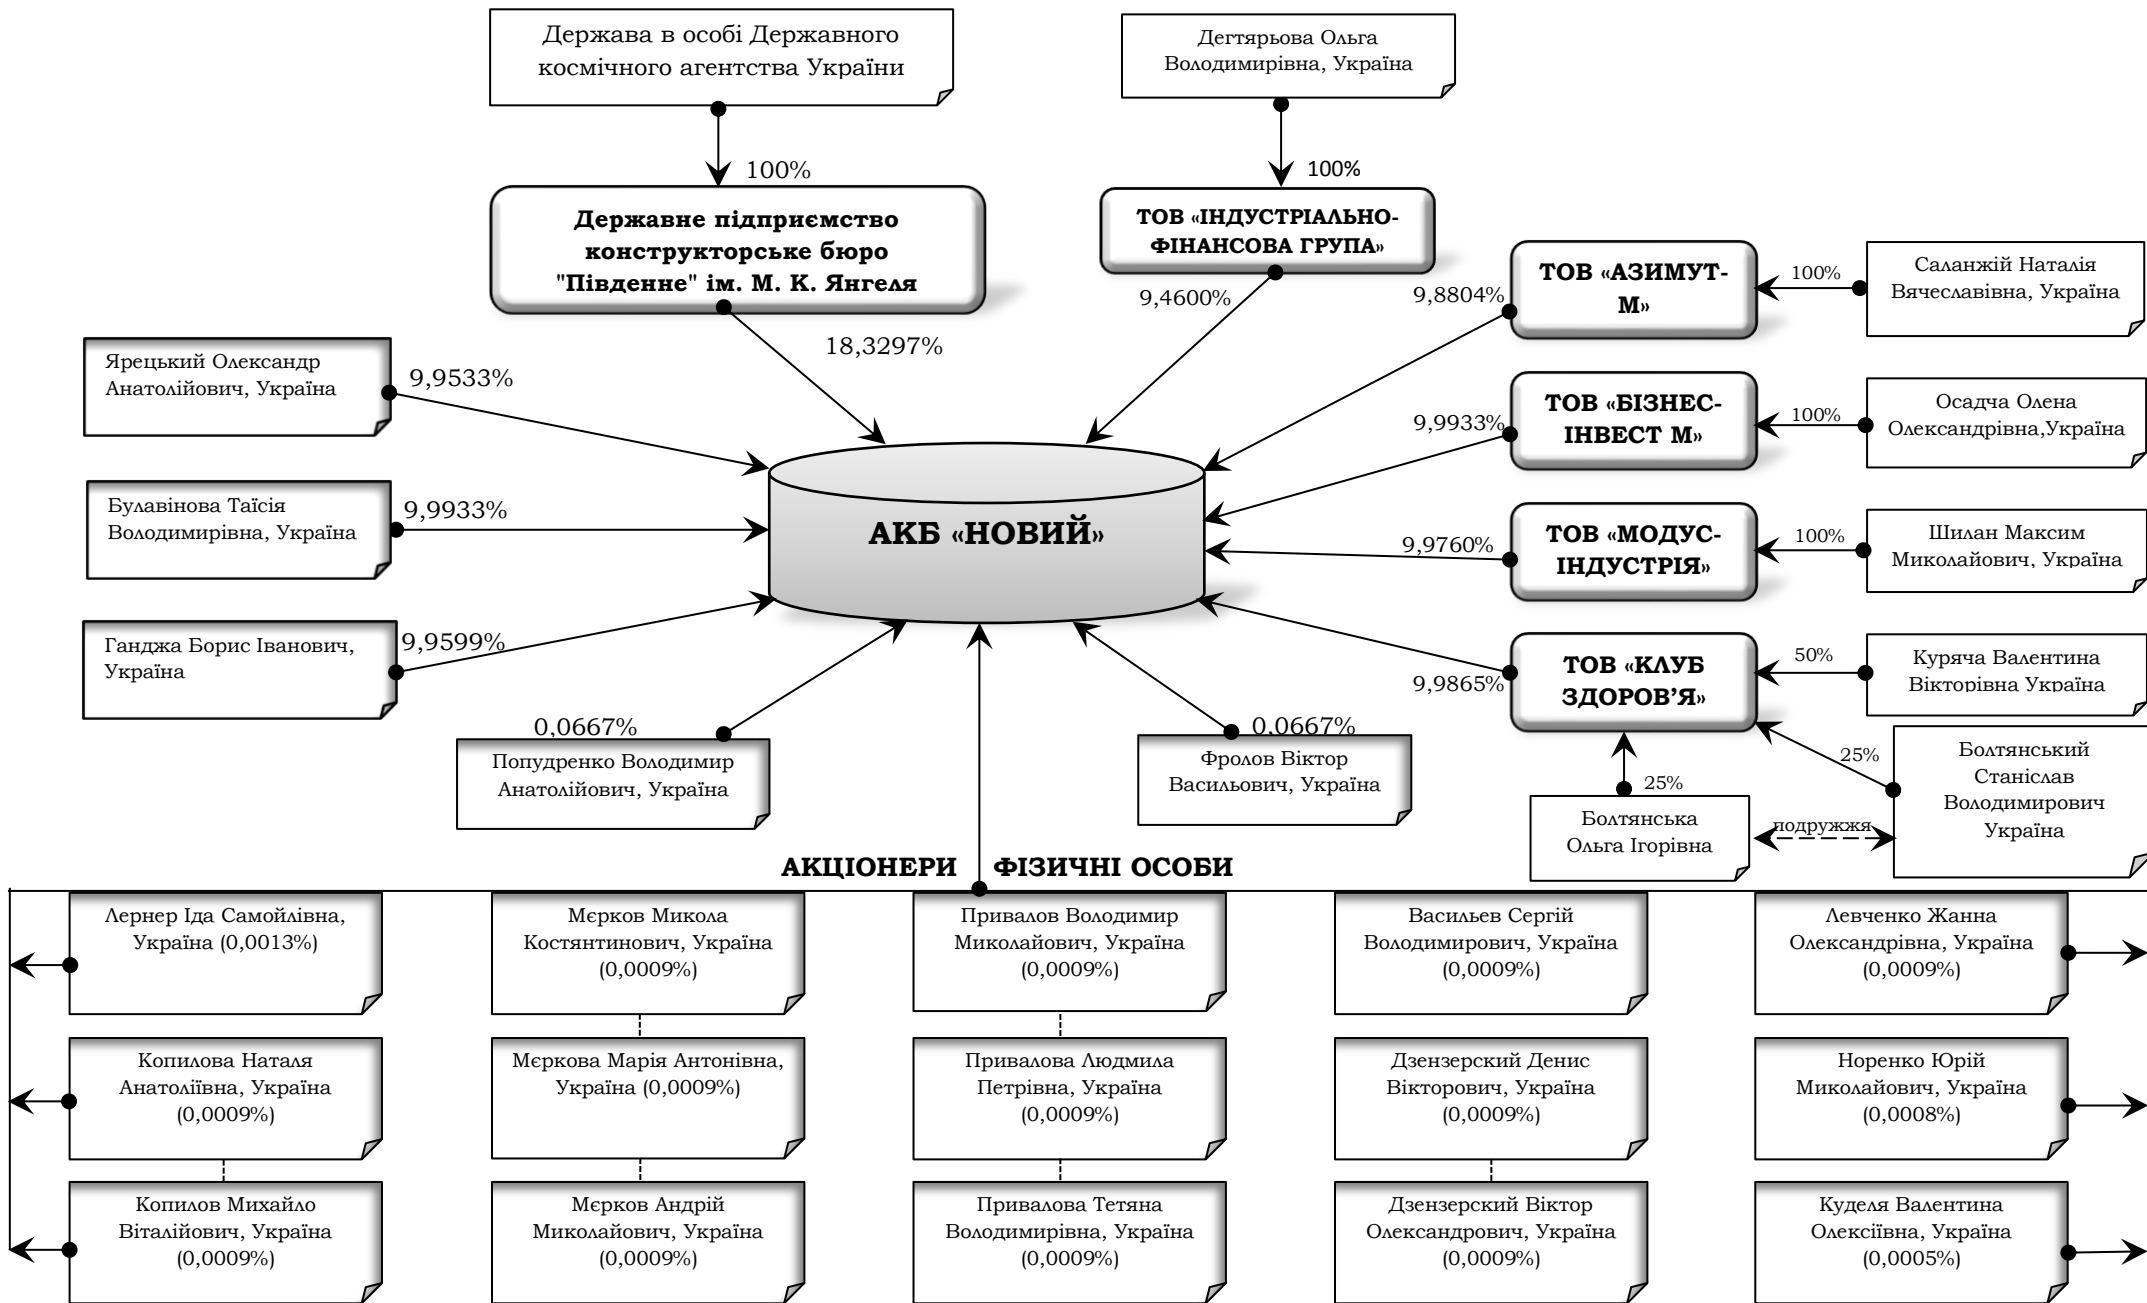 Держава в особі Державного
космічного агентства України
Дегтярьова Ольга
Володимирівна, Україна
100%
100%
Державне підприємство
конструкторське бюро
"Південне" ім. М. К. Янгеля
ТОВ «ІНДУСТРІАЛЬНО-
ФІНАНСОВА ГРУПА»
18,3297%
9,4600%
ТОВ «АЗИМУТ-
М»
9,8804%
100%
Саланжій Наталія
Вячеславівна, Україна
Ярецький Олександр
Анатолійович, Україна
9,9533%
ТОВ «БІЗНЕС-
ІНВЕСТ М»
9,9933%
100%
Осадча Олена
Олександрівна,Україна
Булавінова Таїсія
Володимирівна, Україна
9,9933%
АКБ «НОВИЙ»
9,9760%
ТОВ «МОДУС-
ІНДУСТРІЯ»
100%
Шилан Максим
Миколайович, Україна
Ганджа Борис Іванович,
Україна
9,9599%
9,9865%
ТОВ «КЛУБ
ЗДОРОВ’Я»
50%
Куряча Валентина
Вікторівна Україна
0,0667%
Попудренко Володимир
Анатолійович, Україна
0,0667%
Фролов Віктор
Васильович, Україна
25%
Болтянська
Ольга Ігорівна
подружжя
25%
Болтянський
Станіслав
Володимирович
Україна
АКЦІОНЕРИ ФІЗИЧНІ ОСОБИ
Лернер Іда Самойлівна,
Україна (0,0013%)
Мєрков Микола
Костянтинович, Україна
(0,0009%)
Привалов Володимир
Миколайович, Україна
(0,0009%)
Васильев Сергій
Володимирович, Україна
(0,0009%)
Левченко Жанна
Олександрівна, Україна
(0,0009%)
Копилова Наталя
Анатоліївна, Україна
(0,0009%)
Мєркова Марія Антонівна,
Україна (0,0009%)
Привалова Людмила
Петрівна, Україна
(0,0009%)
Дзензерский Денис
Вікторович, Україна
(0,0009%)
Норенко Юрій
Миколайович, Україна
(0,0008%)
Копилов Михайло
Віталійович, Україна
(0,0009%)
Мєрков Андрій
Миколайович, Україна
(0,0009%)
Привалова Тетяна
Володимирівна, Україна
(0,0009%)
Дзензерский Віктор
Олександрович, Україна
(0,0009%)
Куделя Валентина
Олексіївна, Україна
(0,0005%)